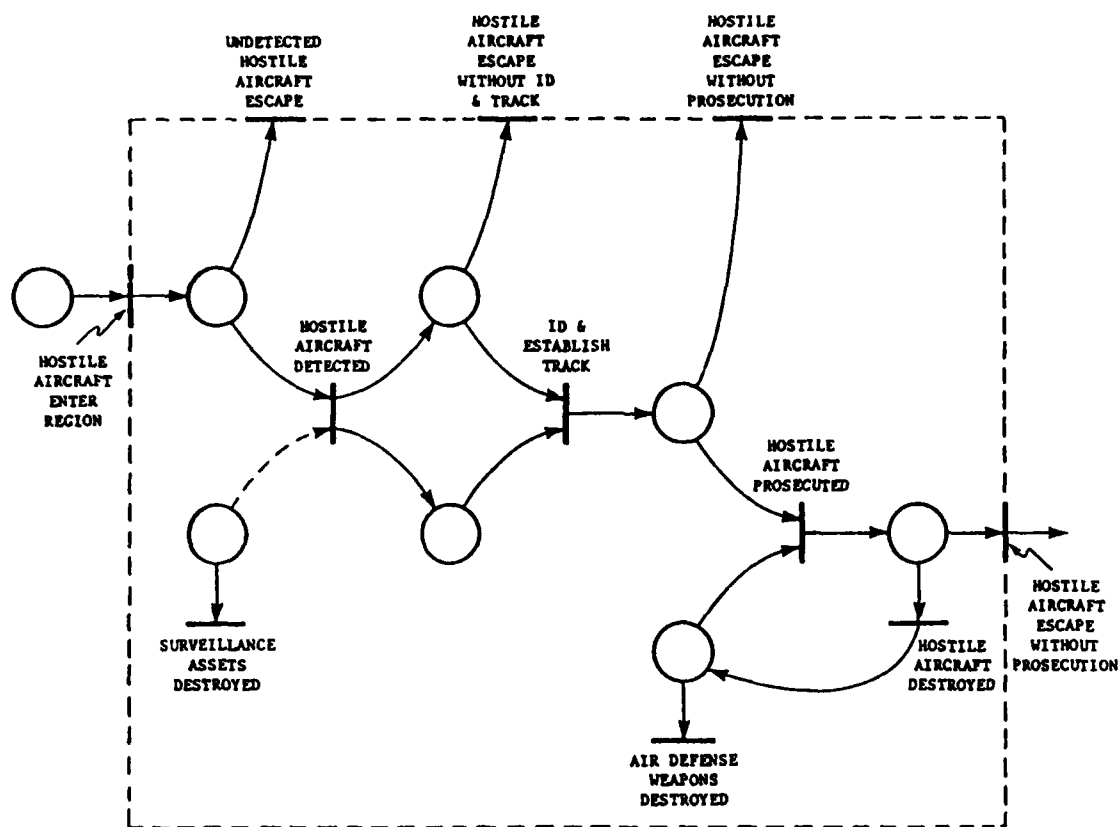 UNDETECTED
HOSTILE
AIRCRAFT
ESCAPE
HOSTILE
AIRCRAFT
ESCAPE
WITHOUT ID
& TRACK
HOSTILE
AIRCRAFT
ESCAPE
WITHOUT
PROSECUTION
HOSTILE
AIRCRAFT
ENTER
REGION
HOSTILE
AIRCRAFT
DETECTED
ID &
ESTABLISH
TRACK
HOSTILE
AIRCRAFT
PROSECUTED
SURVEILLANCE
ASSETS
DESTROYED
AIR DEFENSE
WEAPONS
DESTROYED
HOSTILE
AIRCRAFT
DESTROYED
HOSTILE
AIRCRAFT
ESCAPE
WITHOUT
PROSECUTION